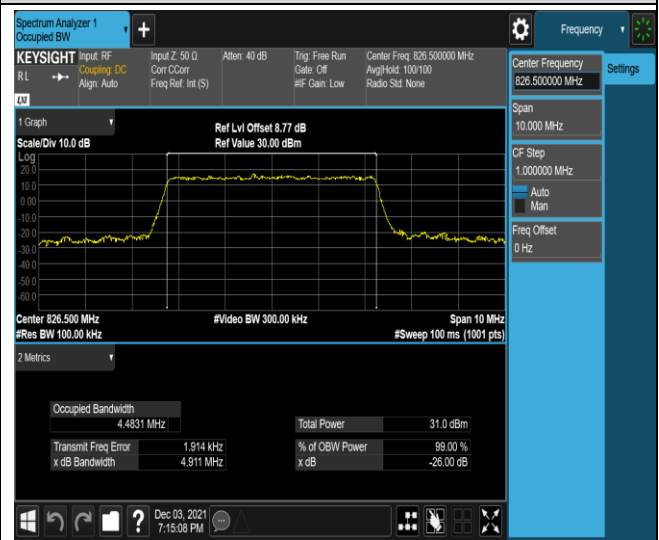 Spectrum Analyzer 1
Occupied BW
+
Frequency
KEYSIGHT Input: RF Input Z: 50 Ω Atten: 40 dB Trig: Free Run Center Freq: 826.500000 MHz
Coupling: DC Corr CCorr Gate: Off Avg|Hold: 100/100
RL Align: Auto Freq Ref: Int (S) #IF Gain: Low Radio Std: None
LXI
Center Frequency
826.500000 MHz
Settings
Span
10.000 MHz
CF Step
1.000000 MHz
Auto
Man
Freq Offset
0 Hz
1 Graph
Ref Lvl Offset 8.77 dB
Scale/Div 10.0 dB Ref Value 30.00 dBm
Log
20.0
10.0
0.00
-10.0
-20.0
-30.0
-40.0
-50.0
-60.0
Center 826.500 MHz #Video BW 300.00 kHz Span 10 MHz
#Res BW 100.00 kHz #Sweep 100 ms (1001 pts)
2 Metrics
Occupied Bandwidth
4.4831 MHz Total Power 31.0 dBm
Transmit Freq Error 1.914 kHz % of OBW Power 99.00 %
x dB Bandwidth 4.911 MHz x dB -26.00 dB
? Dec 03, 2021
7:15:08 PM